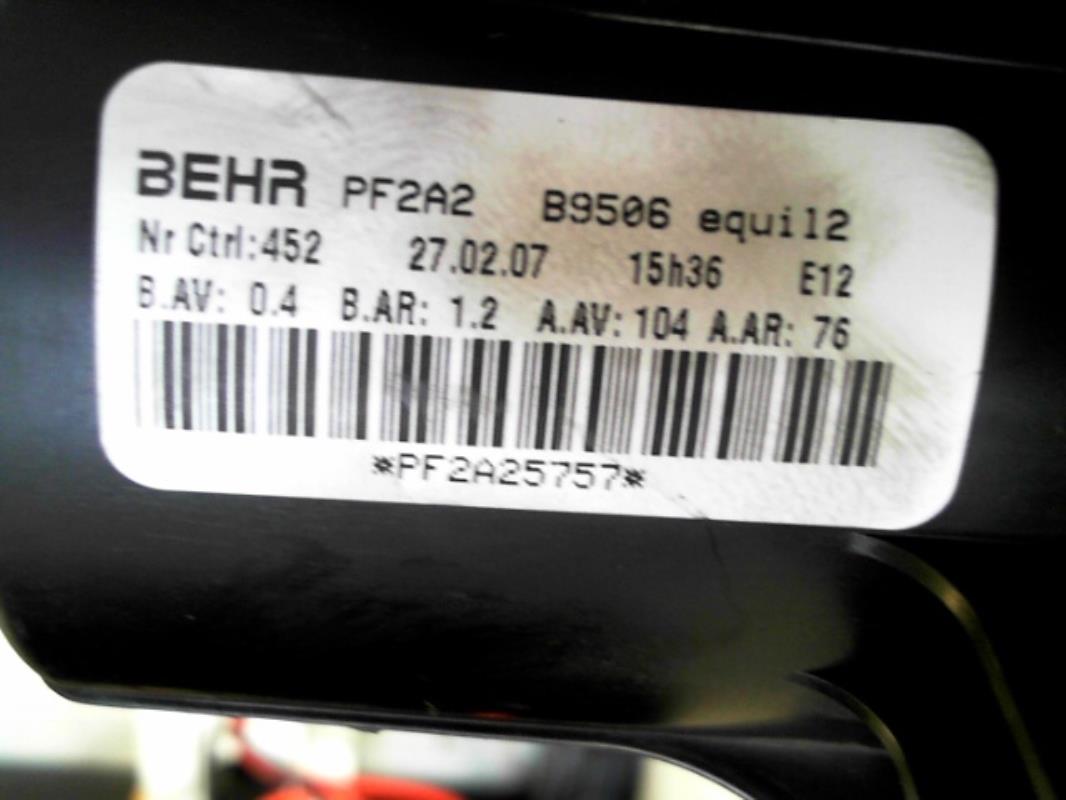 BEHR PF2A2 B9506 equil2
Nr Ctrl:452 27.02.07 15h36 E12
B.AV: 0.4 B.AR: 1.2 A.AV: 104 A.AR: 76
*PF2A25757*